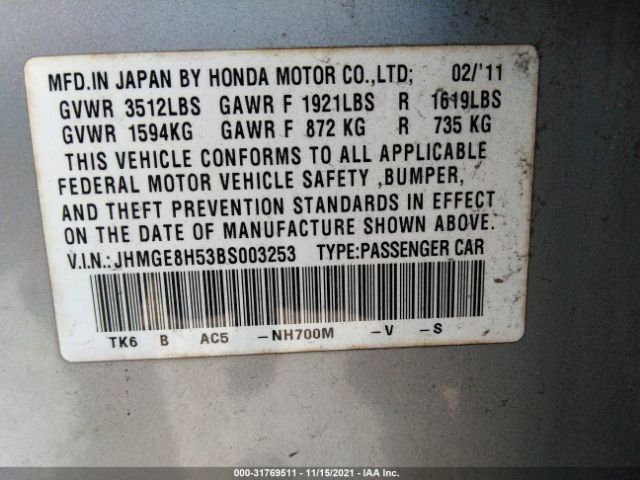 MFD.IN JAPAN BY HONDA MOTOR CO.,LTD; 02/'11
GVWR 3512LBS GAWR F 1921LBS R 1619LBS
GVWR 1594KG GAWR F 872 KG R 735 KG
THIS VEHICLE CONFORMS TO ALL APPLICABLE
FEDERAL MOTOR VEHICLE SAFETY ,BUMPER,
AND THEFT PREVENTION STANDARDS IN EFFECT
ON THE DATE OF MANUFACTURE SHOWN ABOVE.
V.I.N.:JHMGE8H53BS003253 TYPE:PASSENGER CAR
TK6 B AC5 -NH700M -V -S
000-31769511 - 11/15/2021 - IAA Inc.